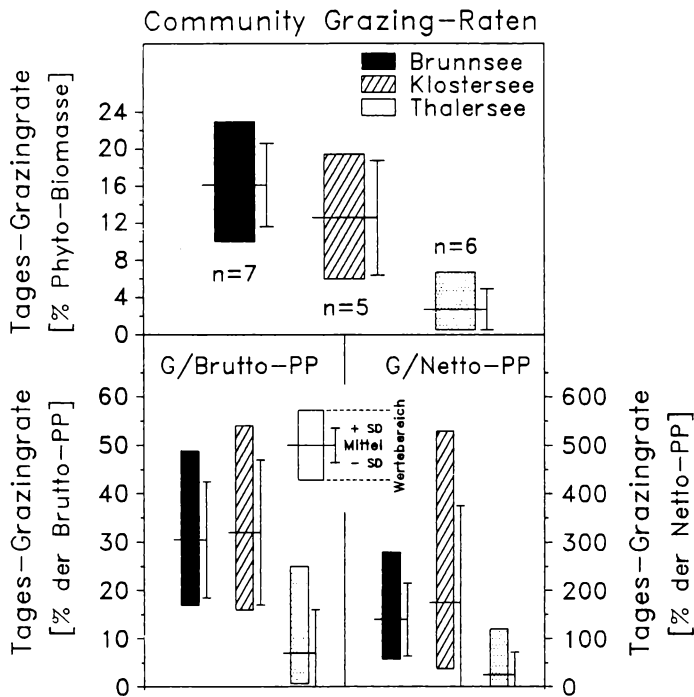 Community Grazing-Raten
Brunnsee
Klostersee
Thalersee
Tages-Grazingrate
[% Phyto-Biomasse]
24
20
16
12
8
4
0
n=7
n=5
n=6
G/Brutto-PP
G/Netto-PP
Tages-Grazingrate
[% der Brutto-PP]
60
50
40
30
20
10
0
+ SD
Mittel
- SD
Wertebereich
600
500
400
300
200
100
0
Tages-Grazingrate
[% der Netto-PP]